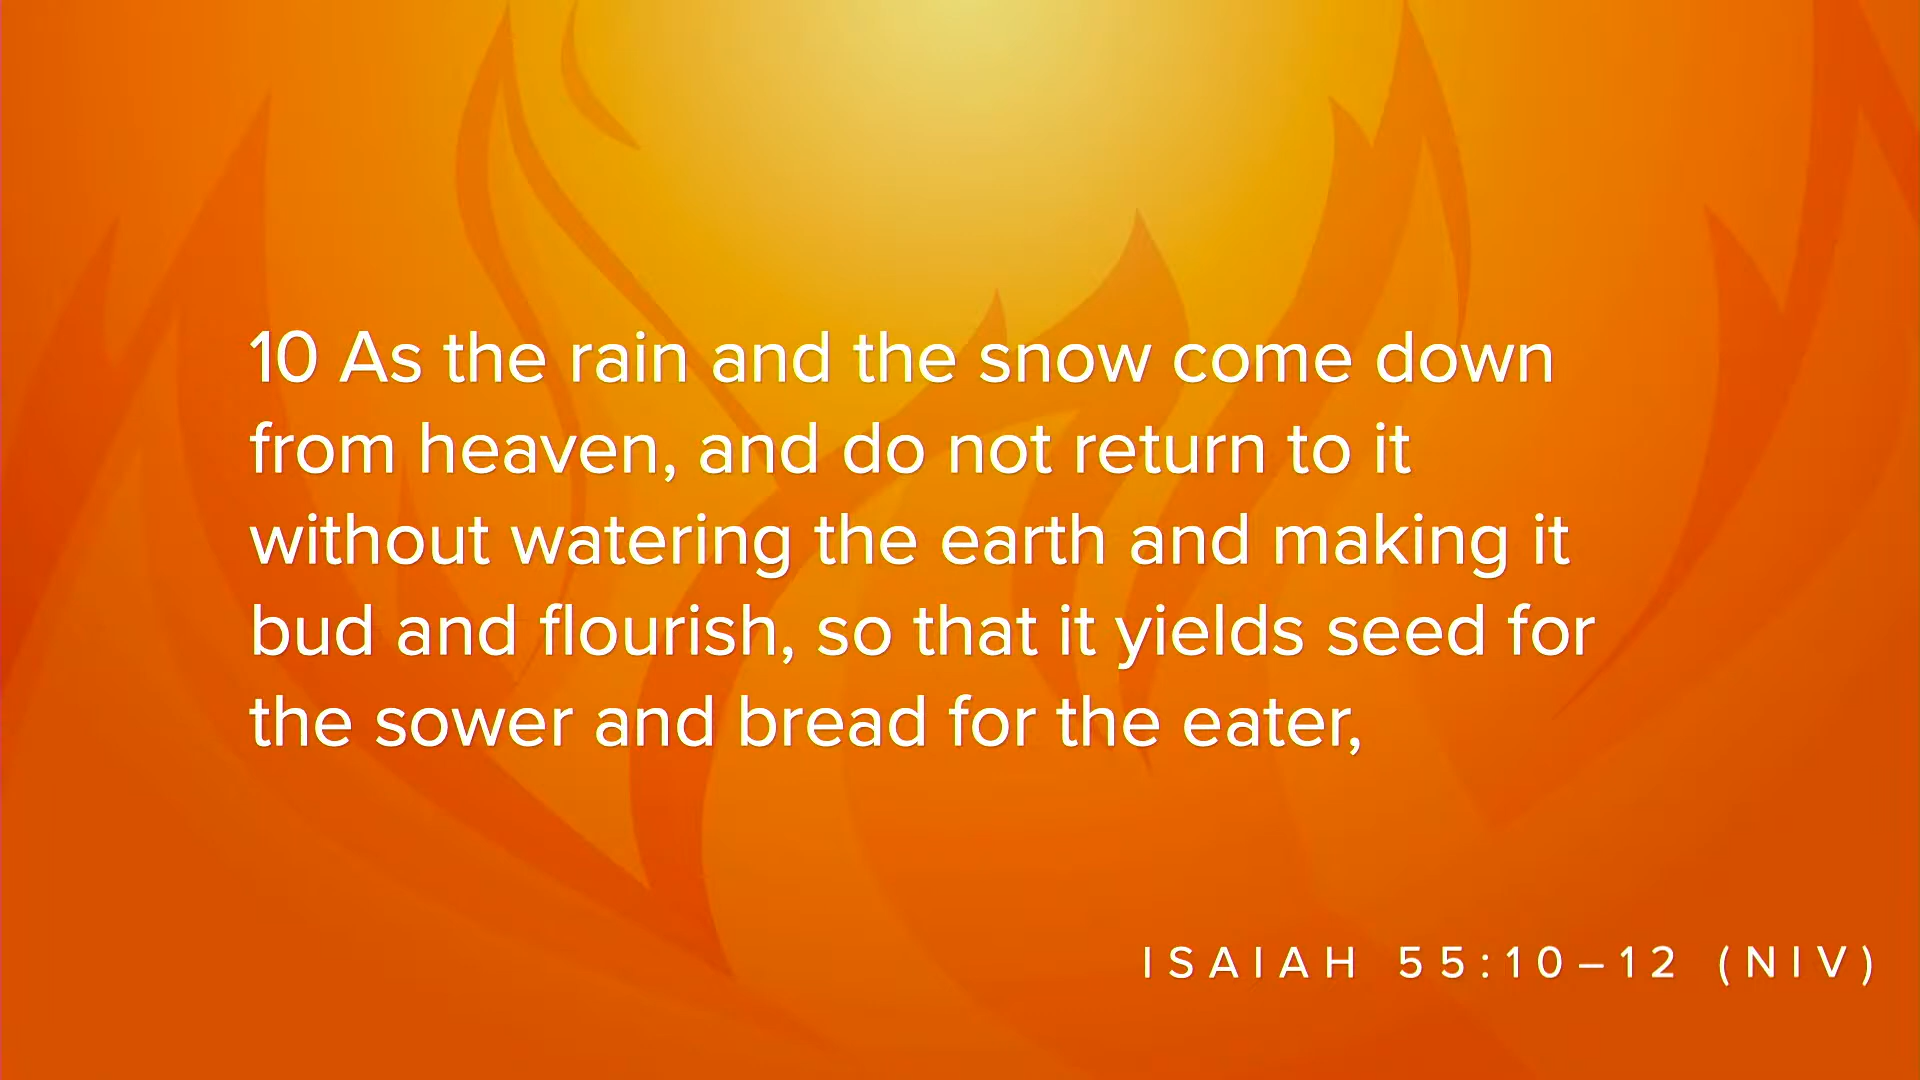 10 As the rain and the snow come down
from heaven, and do not return to it
without watering the earth and making it
bud and flourish, so that it yields seed for
the sower and bread for the eater,
ISAIAH 55:10–12 (NIV)